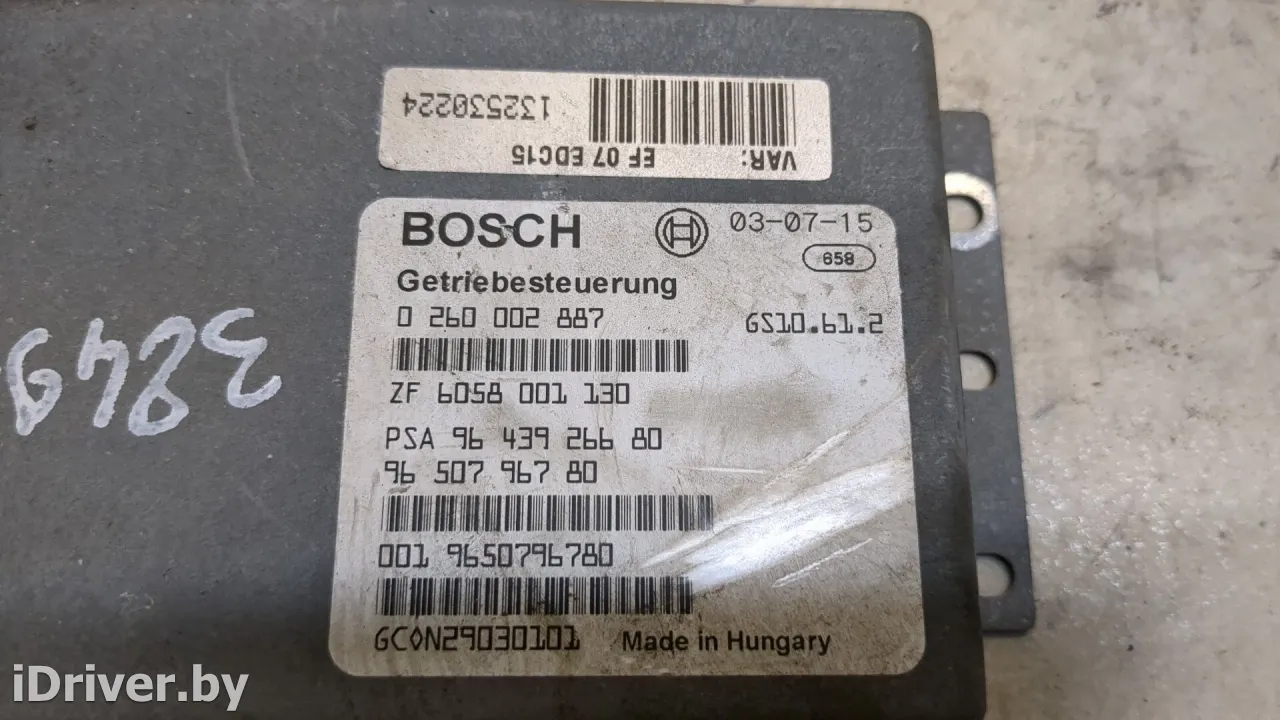 132530224
VAR: EF 07 EDC15
BOSCH
03-07-15
658
Getriebesteuerung
0 260 002 887
GS10.61.2
ZF 6058 001 130
PSA 96 439 266 80
96 507 967 80
001 9650796780
GC0N29030101
Made in Hungary
3849
iDriver.by